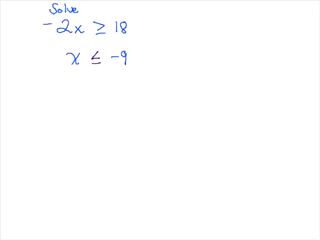 Solve
-2x ≥ 18
x ≤ -9